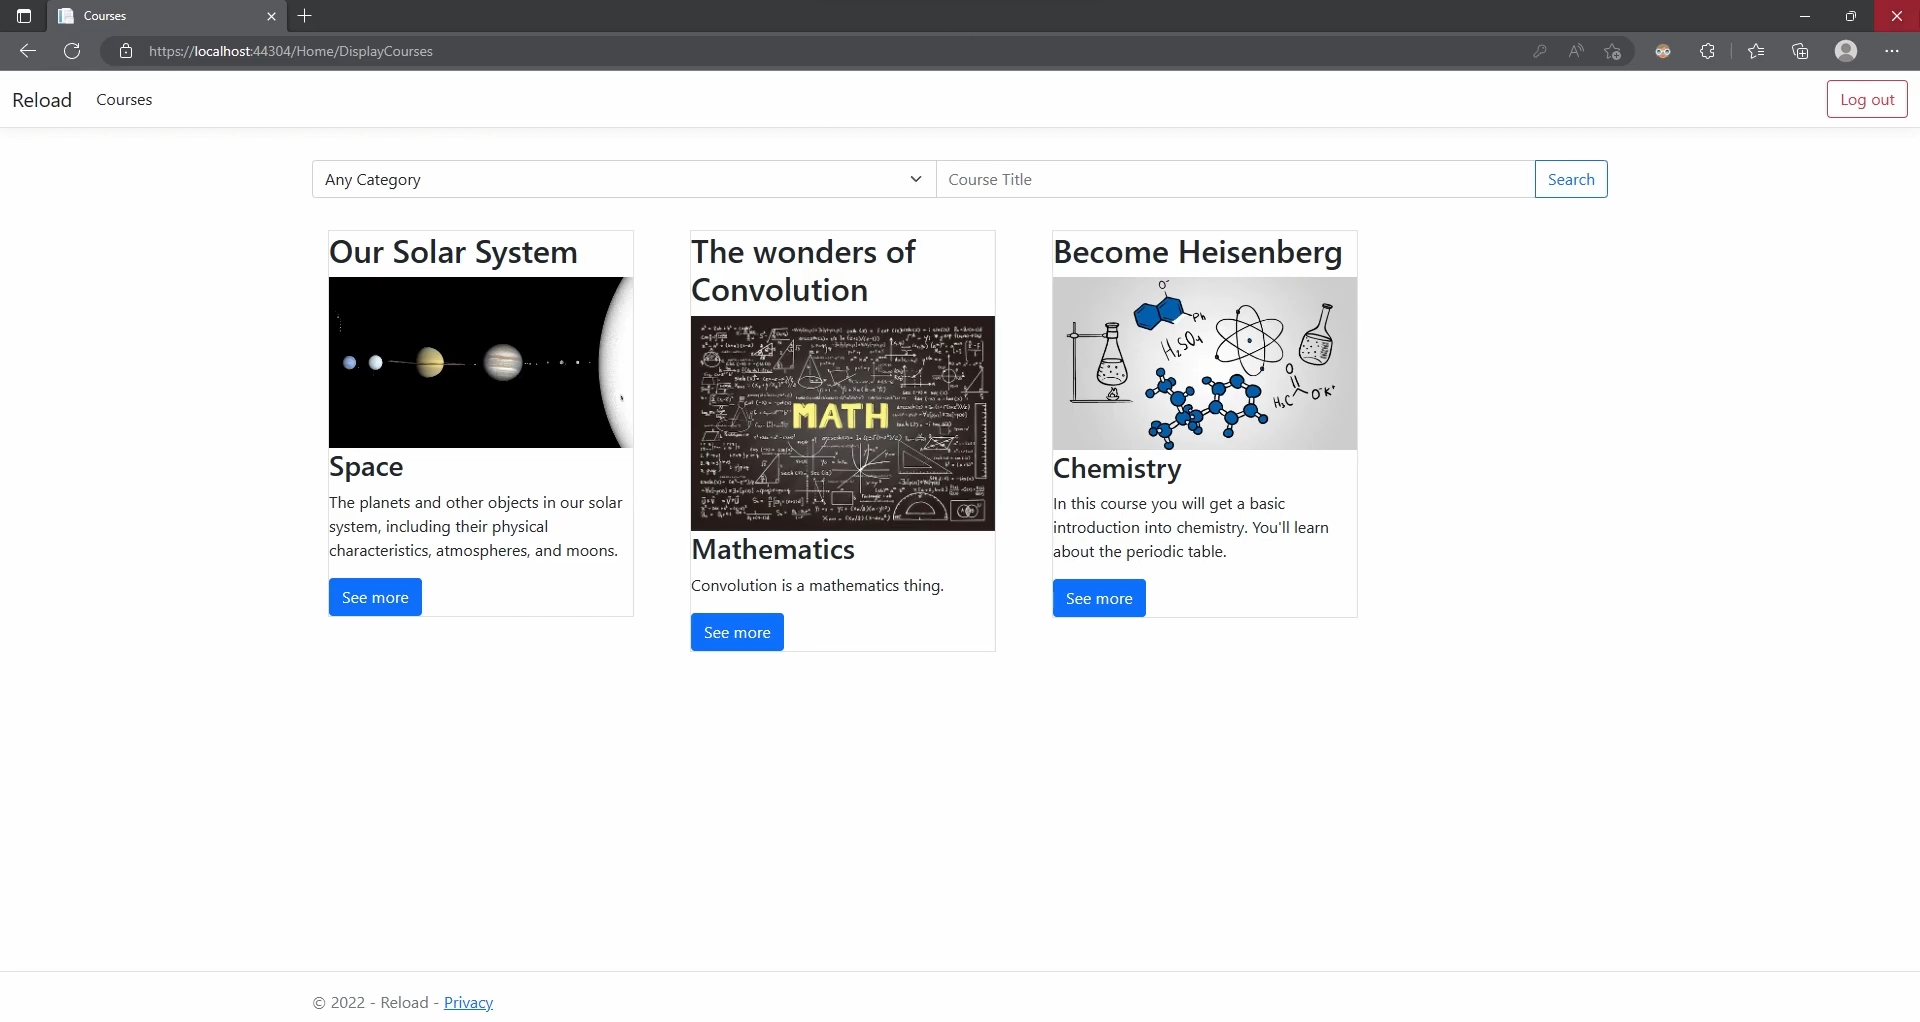 Courses
https://localhost:44304/Home/DisplayCourses
Reload Courses Log out
Any Category
Course Title
Search
Our Solar System
Space
The planets and other objects in our solar
system, including their physical
characteristics, atmospheres, and moons.
See more
The wonders of
Convolution
MATH
Mathematics
Convolution is a mathematics thing.
See more
Become Heisenberg
O⁻
Ph
H₂SO₄
O
H₃C
O⁻K⁺
Chemistry
In this course you will get a basic
introduction into chemistry. You'll learn
about the periodic table.
See more
© 2022 - Reload - Privacy